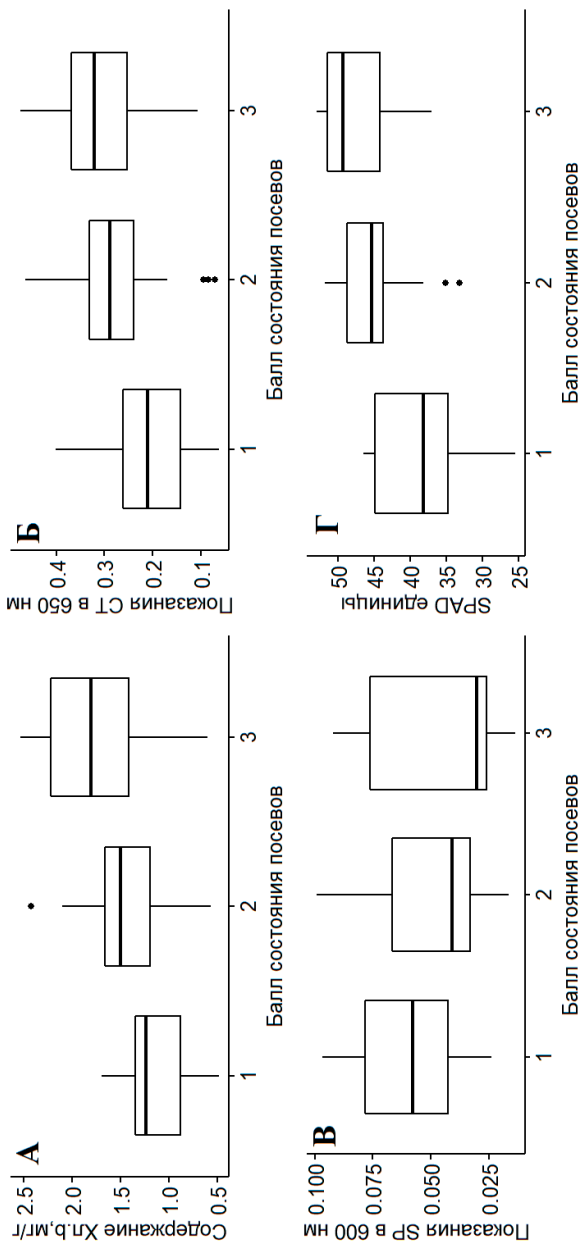 А
Содержание Хл.b,мг/г
2.5
2.0
1.5
1.0
0.5
1 2 3
Балл состояния посевов
Б
Показания СТ в 650 нм
0.4
0.3
0.2
0.1
1 2 3
Балл состояния посевов
В
Показания SP в 600 нм
0.100
0.075
0.050
0.025
1 2 3
Балл состояния посевов
Г
SPAD единицы
50
45
40
35
30
25
1 2 3
Балл состояния посевов